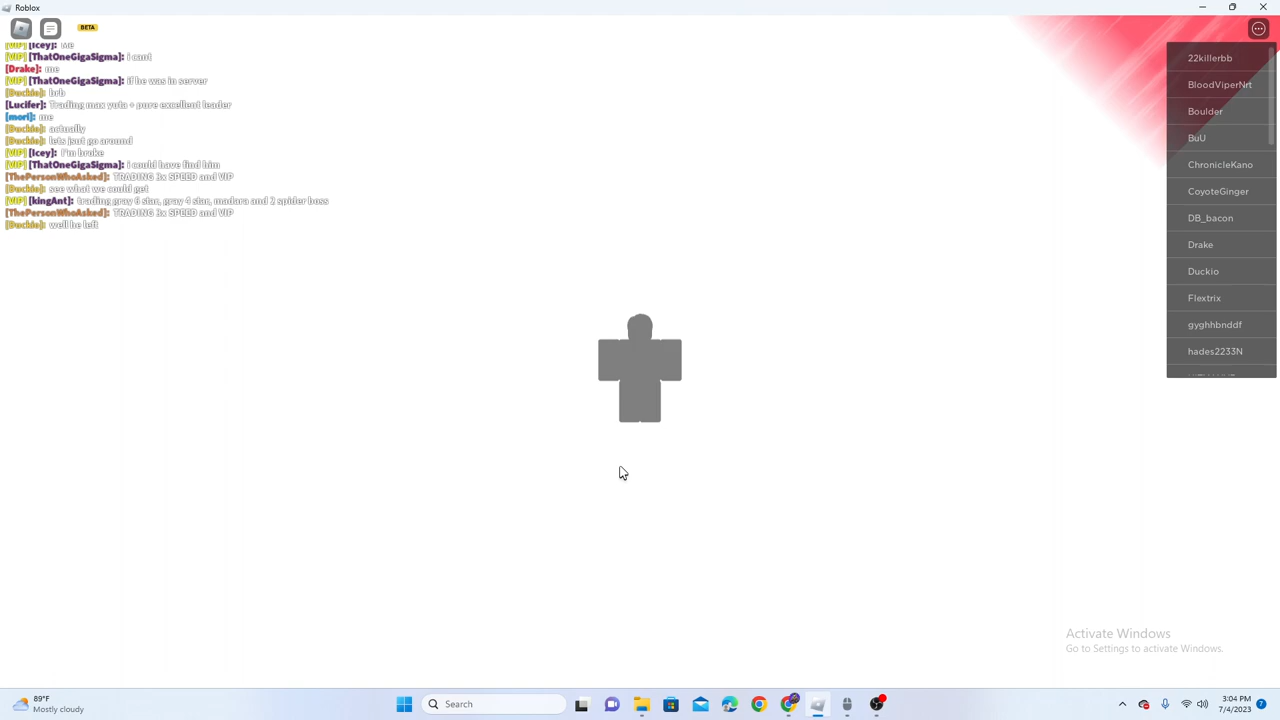 Roblox
BETA
[VIP] [Icey]: me
[VIP] [ThatOneGigaSigma]: i cant
[Drake]: me
[VIP] [ThatOneGigaSigma]: if he was in server
[Duckio]: brb
[Lucifer]: Trading max yuta + pure excellent leader
[mori]: me
[Duckio]: actually
[Duckio]: lets jsut go around
[VIP] [Icey]: I'm broke
[VIP] [ThatOneGigaSigma]: i could have find him
[ThePersonWhoAsked]: TRADING 3x SPEED and VIP
[Duckio]: see what we could get
[VIP] [kingAnt]: trading gray 6 star, gray 4 star, madara and 2 spider boss
[ThePersonWhoAsked]: TRADING 3x SPEED and VIP
[Duckio]: well be left
22killerbb
BloodViperNrt
Boulder
BuU
ChronicleKano
CoyoteGinger
DB_bacon
Drake
Duckio
Flextrix
gyghhbnddf
hades2233N
Activate Windows
Go to Settings to activate Windows.
89°F
Mostly cloudy
Search
3:04 PM
7/4/2023
7